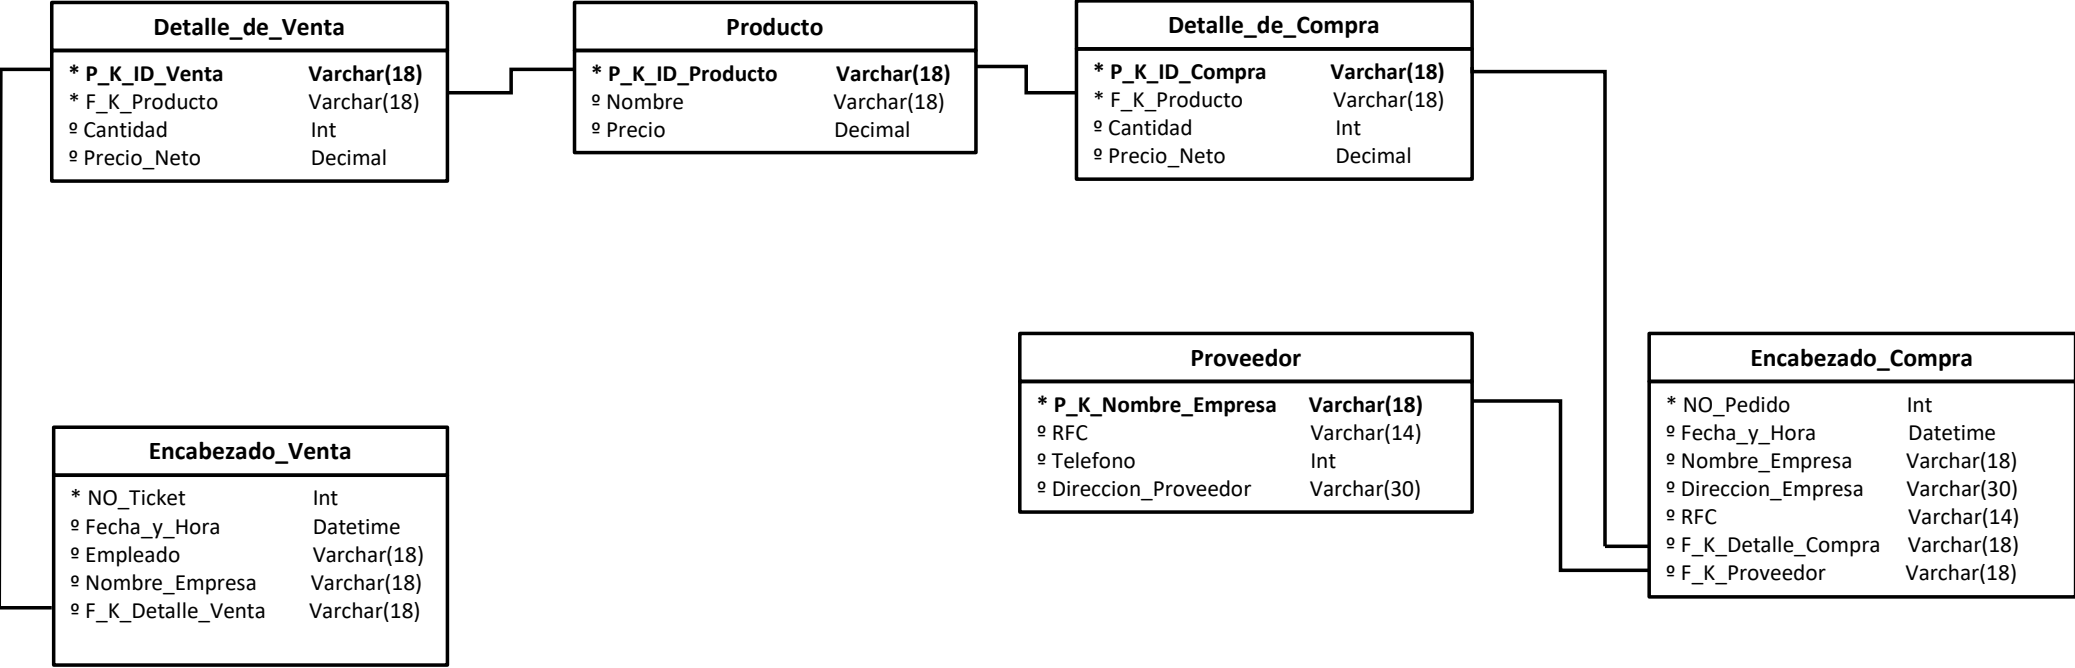 Detalle_de_Venta
* P_K_ID_Venta Varchar(18)
* F_K_Producto Varchar(18)
º Cantidad Int
º Precio_Neto Decimal
Producto
* P_K_ID_Producto Varchar(18)
º Nombre Varchar(18)
º Precio Decimal
Detalle_de_Compra
* P_K_ID_Compra Varchar(18)
* F_K_Producto Varchar(18)
º Cantidad Int
º Precio_Neto Decimal
Proveedor
* P_K_Nombre_Empresa Varchar(18)
º RFC Varchar(14)
º Telefono Int
º Direccion_Proveedor Varchar(30)
Encabezado_Compra
* NO_Pedido Int
º Fecha_y_Hora Datetime
º Nombre_Empresa Varchar(18)
º Direccion_Empresa Varchar(30)
º RFC Varchar(14)
º F_K_Detalle_Compra Varchar(18)
º F_K_Proveedor Varchar(18)
Encabezado_Venta
* NO_Ticket Int
º Fecha_y_Hora Datetime
º Empleado Varchar(18)
º Nombre_Empresa Varchar(18)
º F_K_Detalle_Venta Varchar(18)